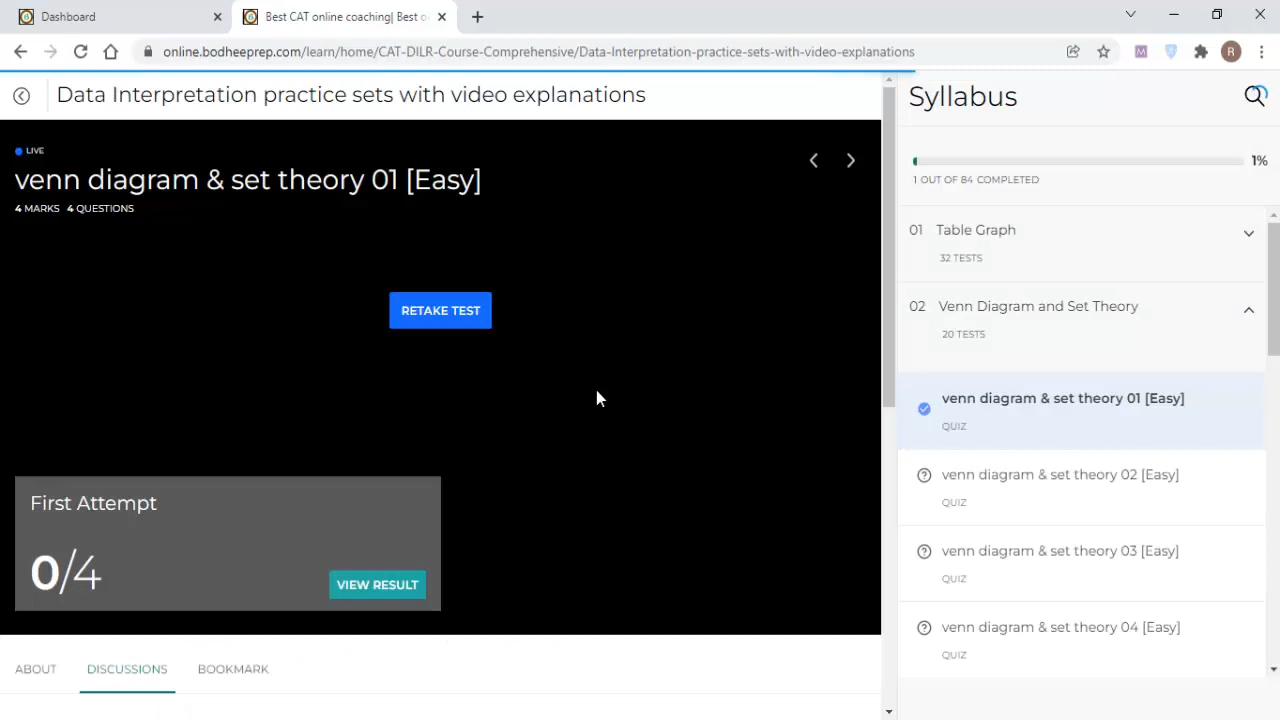 Dashboard
Best CAT online coaching| Best o
online.bodheeprep.com/learn/home/CAT-DILR-Course-Comprehensive/Data-Interpretation-practice-sets-with-video-explanations
R
Data Interpretation practice sets with video explanations
LIVE
venn diagram & set theory 01 [Easy]
4 MARKS 4 QUESTIONS
RETAKE TEST
First Attempt
0/4
VIEW RESULT
ABOUT
DISCUSSIONS
BOOKMARK
Syllabus
1%
1 OUT OF 84 COMPLETED
01 Table Graph
32 TESTS
02 Venn Diagram and Set Theory
20 TESTS
venn diagram & set theory 01 [Easy]
QUIZ
venn diagram & set theory 02 [Easy]
QUIZ
venn diagram & set theory 03 [Easy]
QUIZ
venn diagram & set theory 04 [Easy]
QUIZ